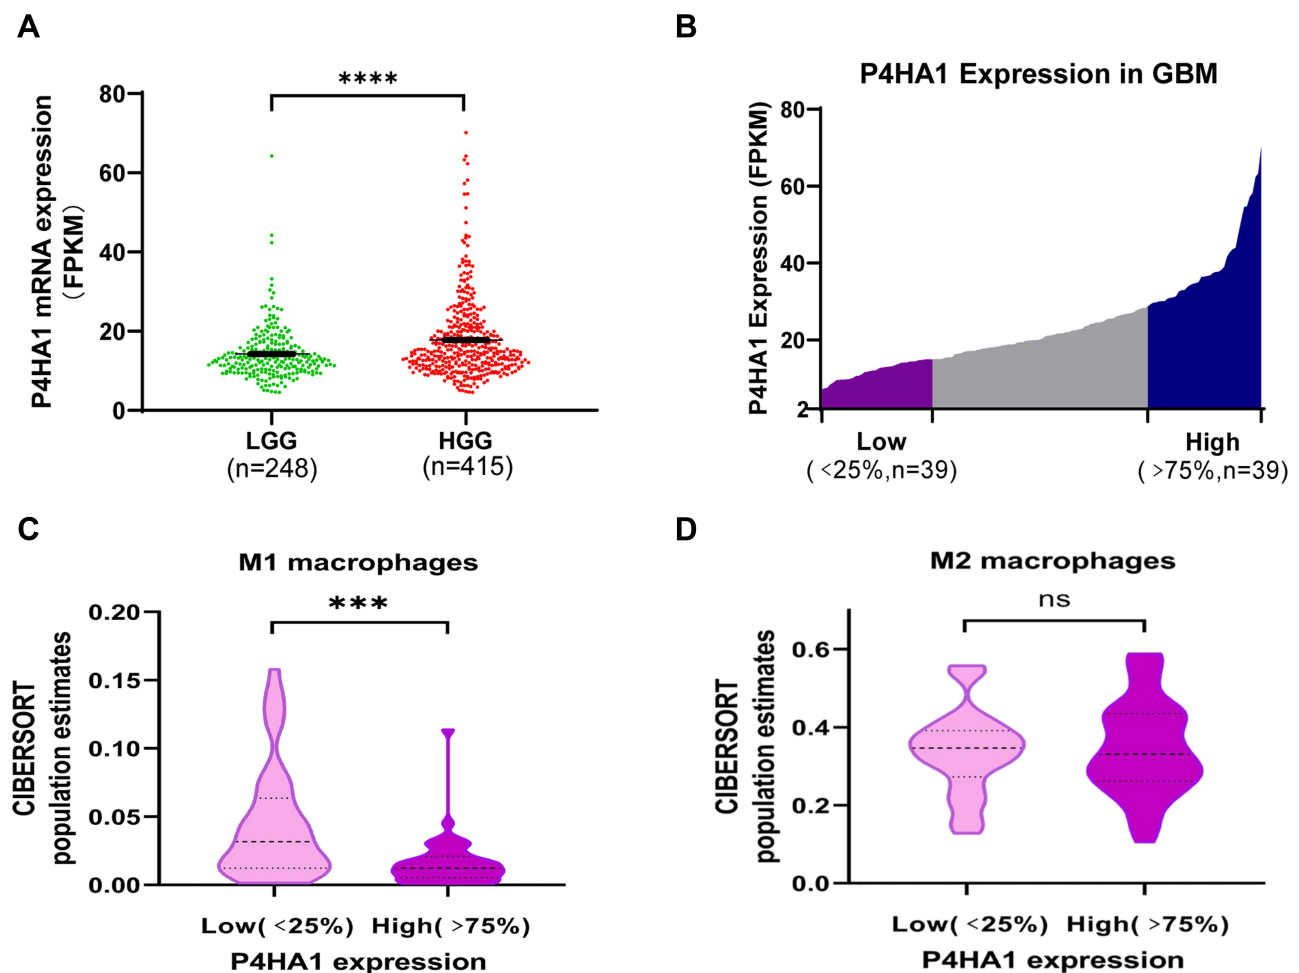 A
****
P4HA1 mRNA expression
(FPKM)
80
60
40
20
0
LGG
(n=248)
HGG
(n=415)
B
P4HA1 Expression in GBM
P4HA1 Expression (FPKM)
80
60
40
20
2
Low
( <25%,n=39)
High
( >75%,n=39)
C
M1 macrophages
***
CIBERSORT
population estimates
0.20
0.15
0.10
0.05
0.00
Low( <25%)
High( >75%)
P4HA1 expression
D
M2 macrophages
ns
CIBERSORT
population estimates
0.6
0.4
0.2
0.0
Low( <25%)
High( >75%)
P4HA1 expression